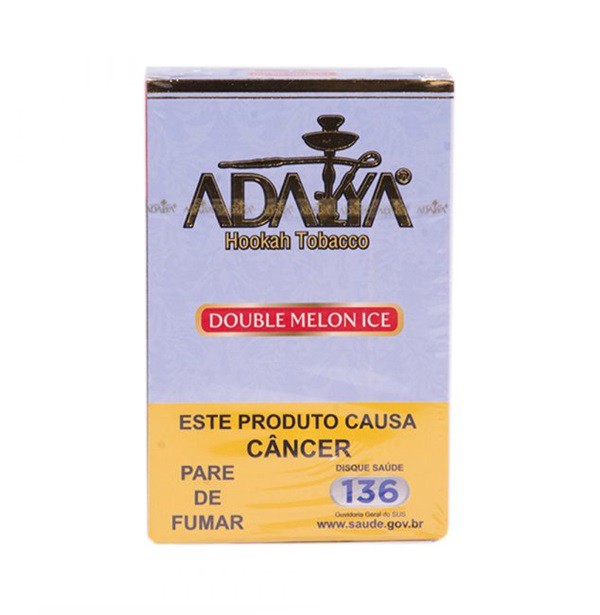 ADALYA®
Hookah Tobacco
DOUBLE MELON ICE
ESTE PRODUTO CAUSA
CÂNCER
PARE
DE
FUMAR
DISQUE SAÚDE
136
Ouvidoria Geral do SUS
www.saude.gov.br